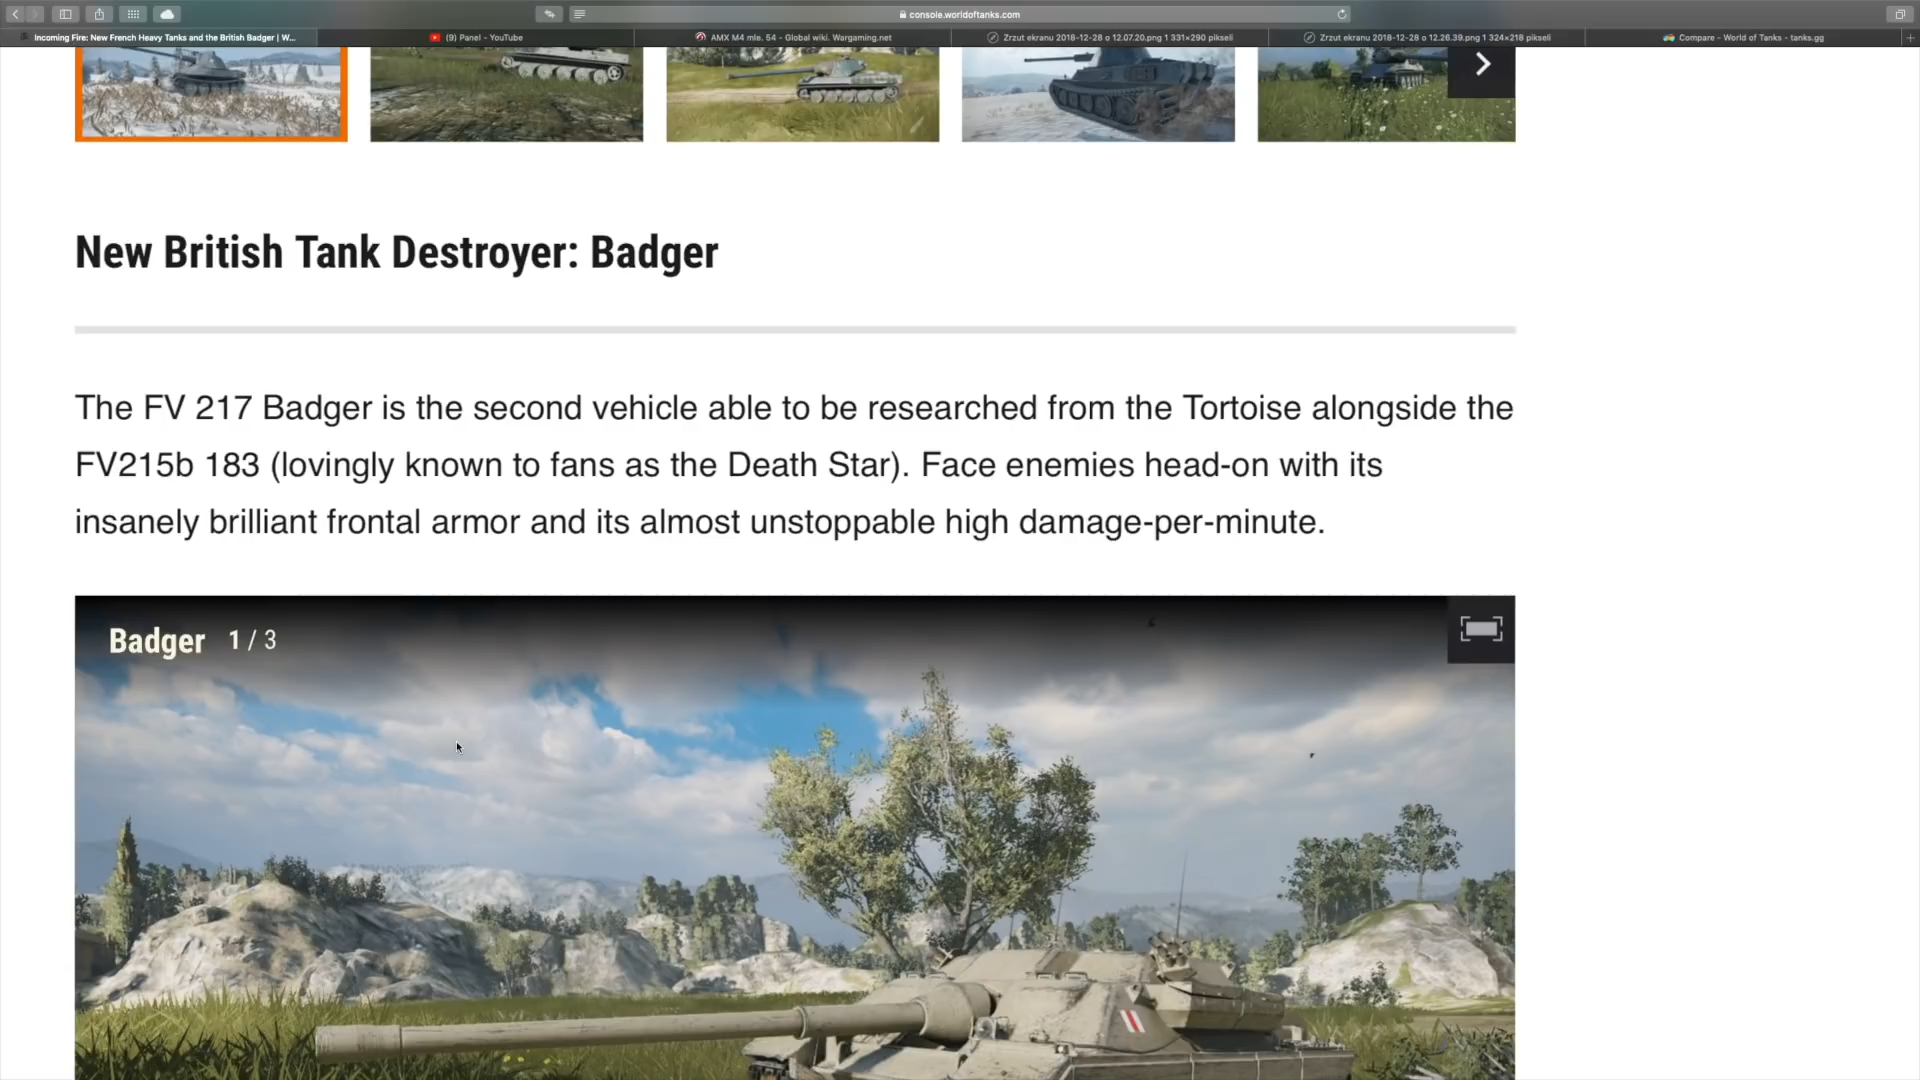 console.worldoftanks.com
Incoming Fire: New French Heavy Tanks and the British Badger | W...
(9) Panel - YouTube
AMX M4 mle. 54 - Global wiki. Wargaming.net
Zrzut ekranu 2018-12-28 o 12.07.20.png 1 331×290 pikseli
Zrzut ekranu 2018-12-28 o 12.26.39.png 1 324×218 pikseli
Compare - World of Tanks - tanks.gg
New British Tank Destroyer: Badger
The FV 217 Badger is the second vehicle able to be researched from the Tortoise alongside the
FV215b 183 (lovingly known to fans as the Death Star). Face enemies head-on with its
insanely brilliant frontal armor and its almost unstoppable high damage-per-minute.
Badger 1 / 3